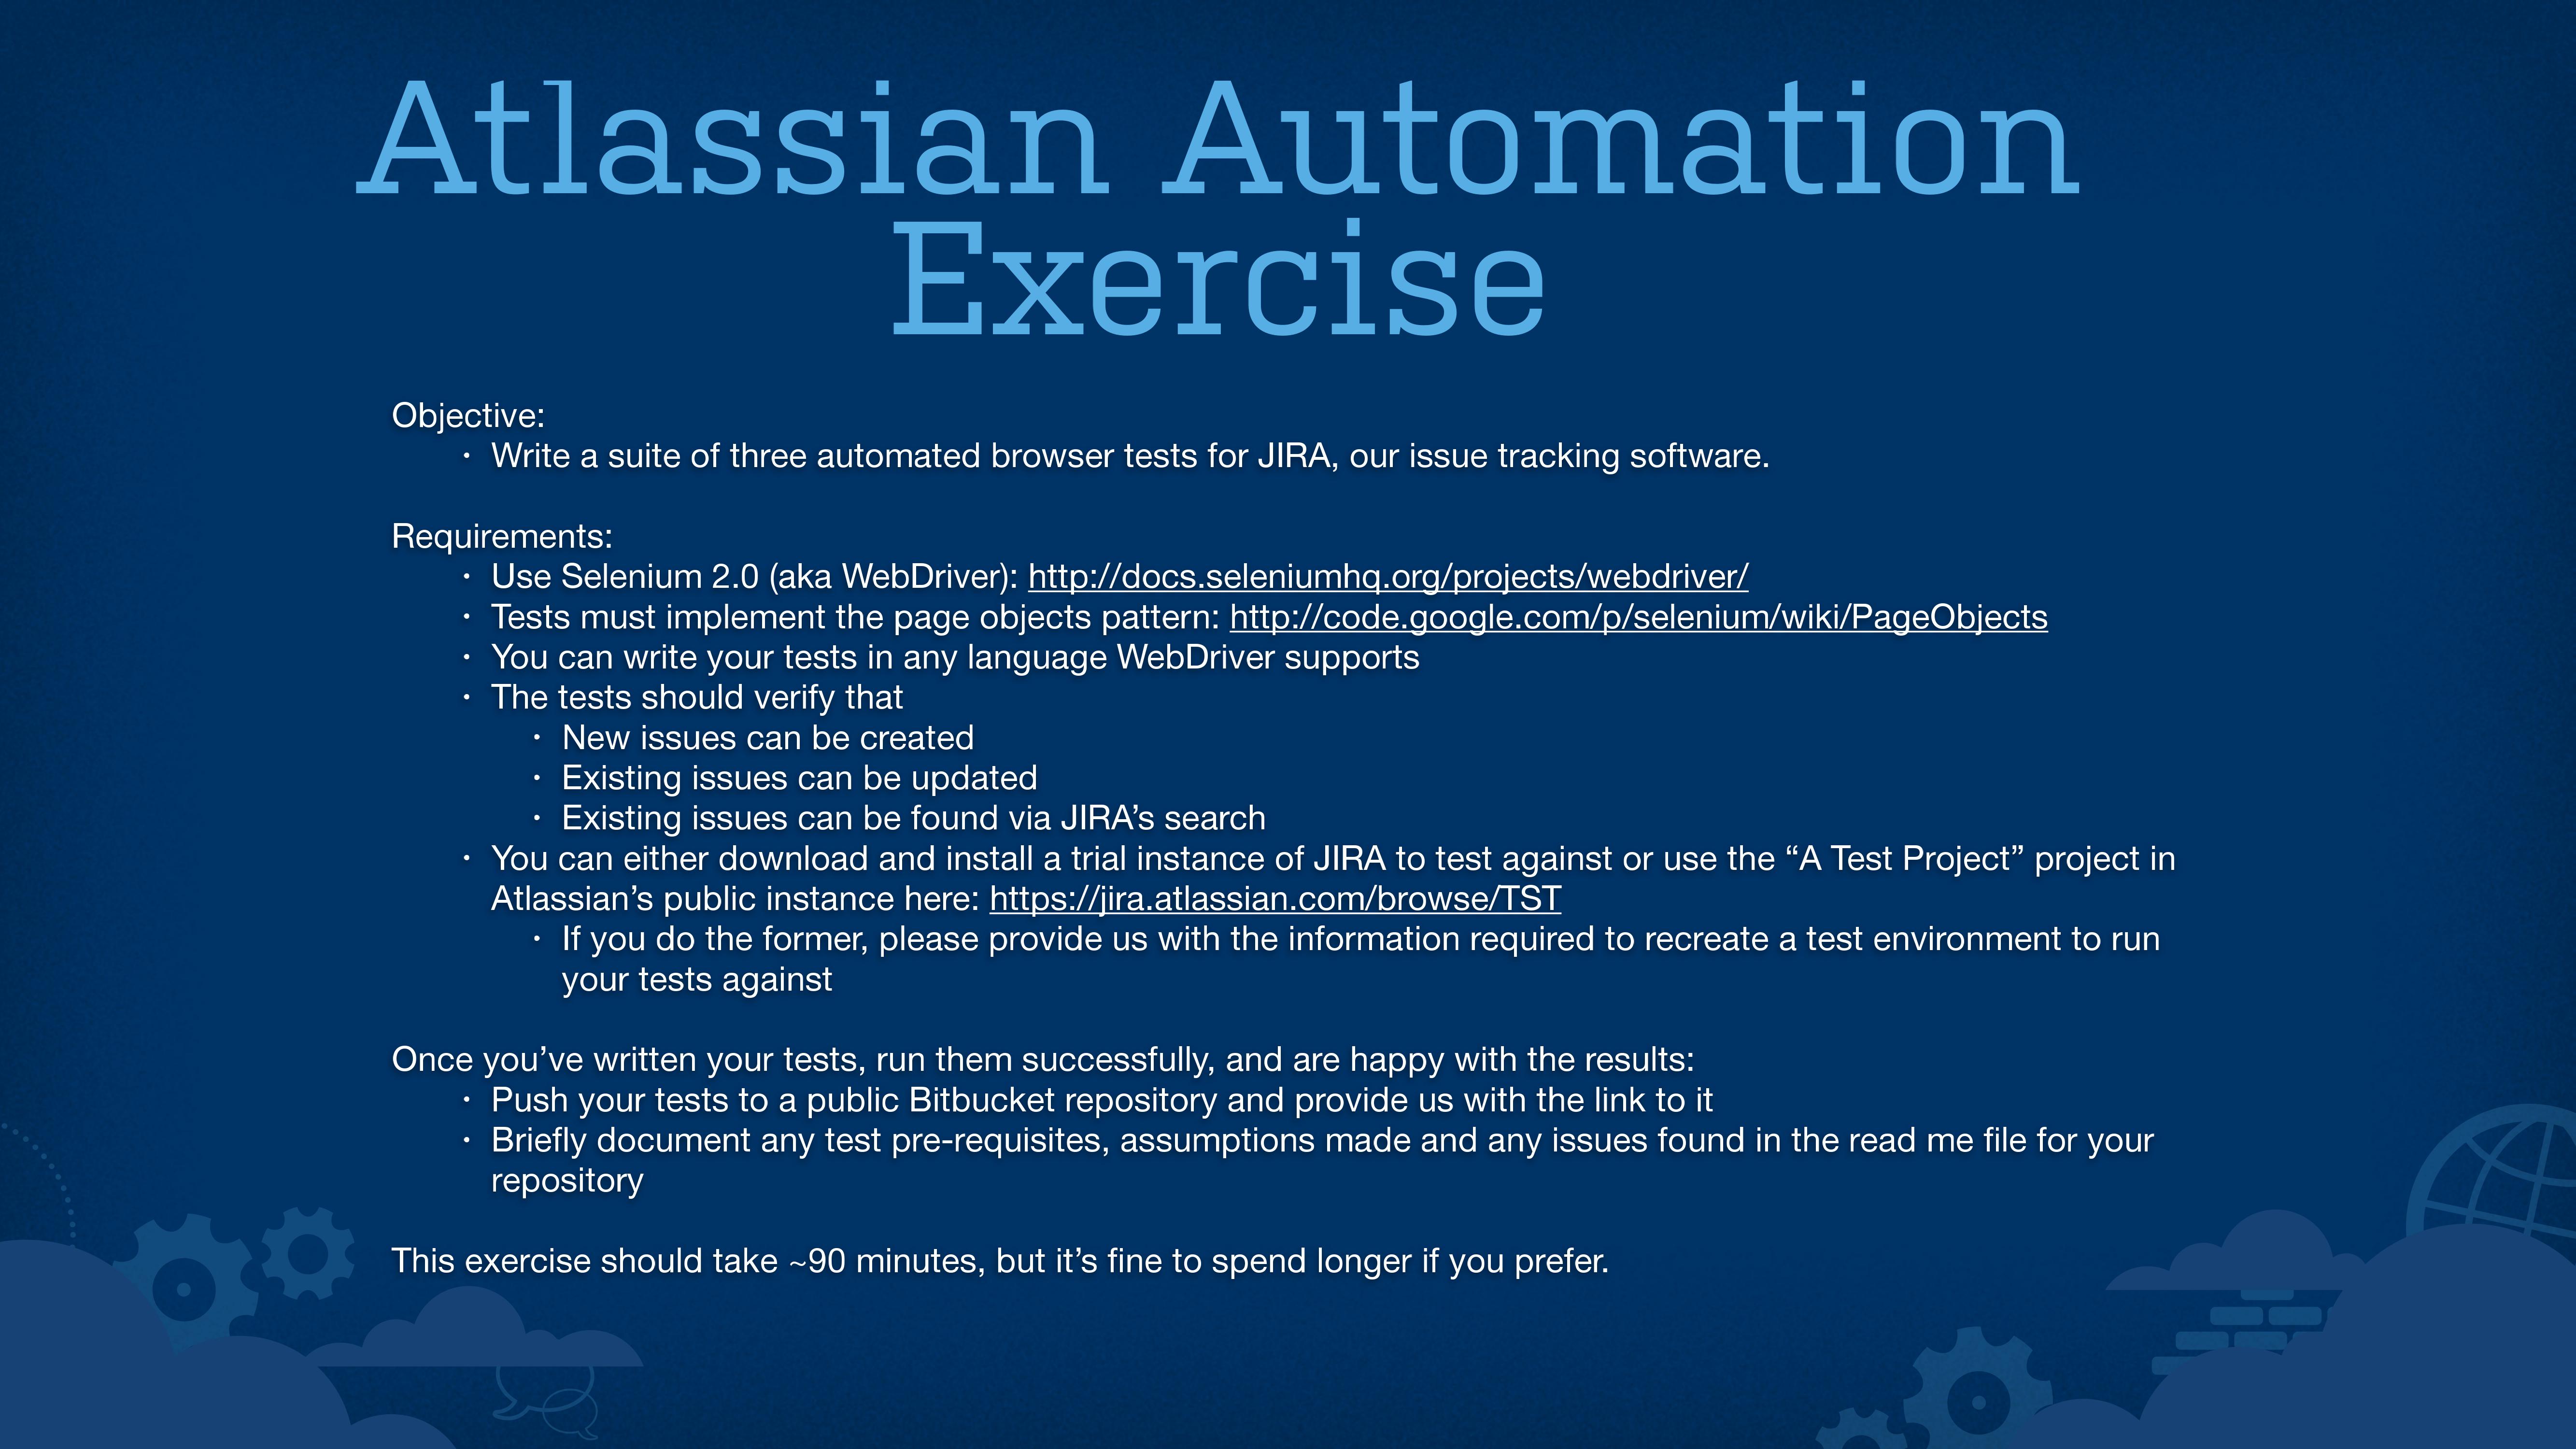 Atlassian Automation
Exercise
Objective:
• Write a suite of three automated browser tests for JIRA, our issue tracking software.
Requirements:
• Use Selenium 2.0 (aka WebDriver): http://docs.seleniumhq.org/projects/webdriver/
• Tests must implement the page objects pattern: http://code.google.com/p/selenium/wiki/PageObjects
• You can write your tests in any language WebDriver supports
• The tests should verify that
• New issues can be created
• Existing issues can be updated
• Existing issues can be found via JIRA’s search
• You can either download and install a trial instance of JIRA to test against or use the “A Test Project” project in
Atlassian’s public instance here: https://jira.atlassian.com/browse/TST
• If you do the former, please provide us with the information required to recreate a test environment to run
your tests against
Once you’ve written your tests, run them successfully, and are happy with the results:
• Push your tests to a public Bitbucket repository and provide us with the link to it
• Briefly document any test pre-requisites, assumptions made and any issues found in the read me file for your
repository
This exercise should take ~90 minutes, but it’s fine to spend longer if you prefer.